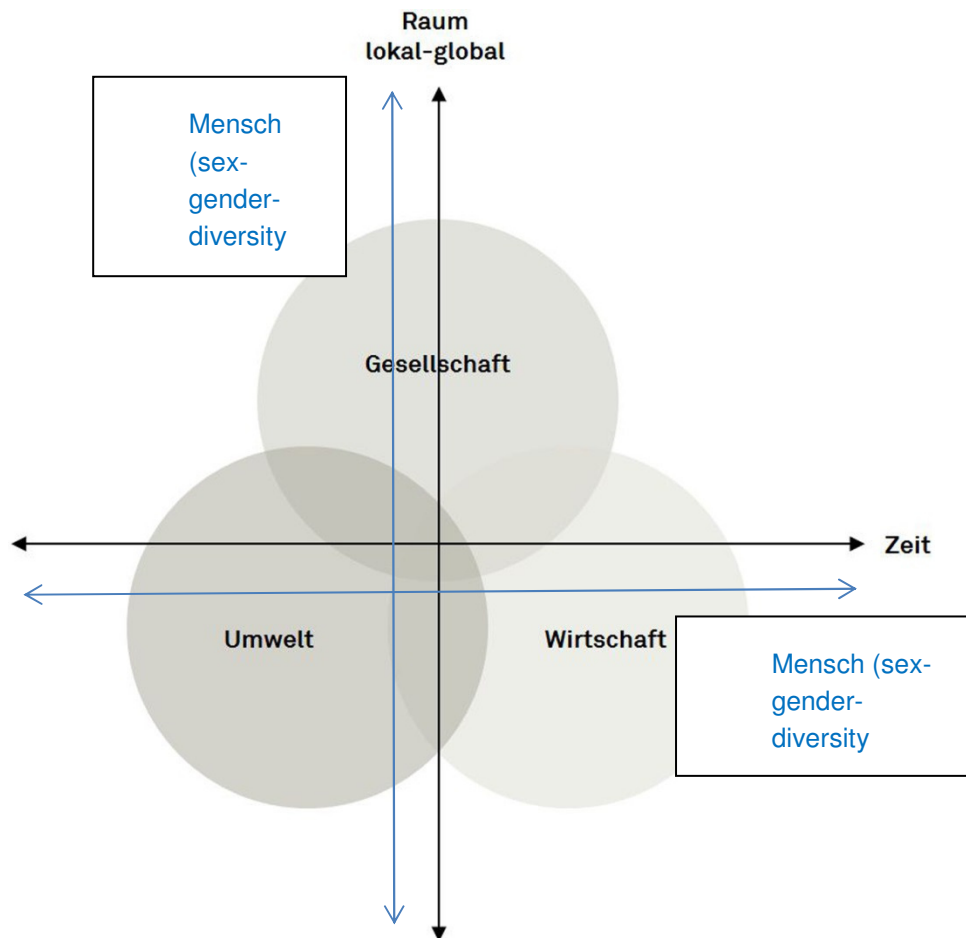 Raum
lokal-global
Mensch
(sex-
gender-
diversity
Gesellschaft
Zeit
Umwelt
Wirtschaft
Mensch (sex-
gender-
diversity